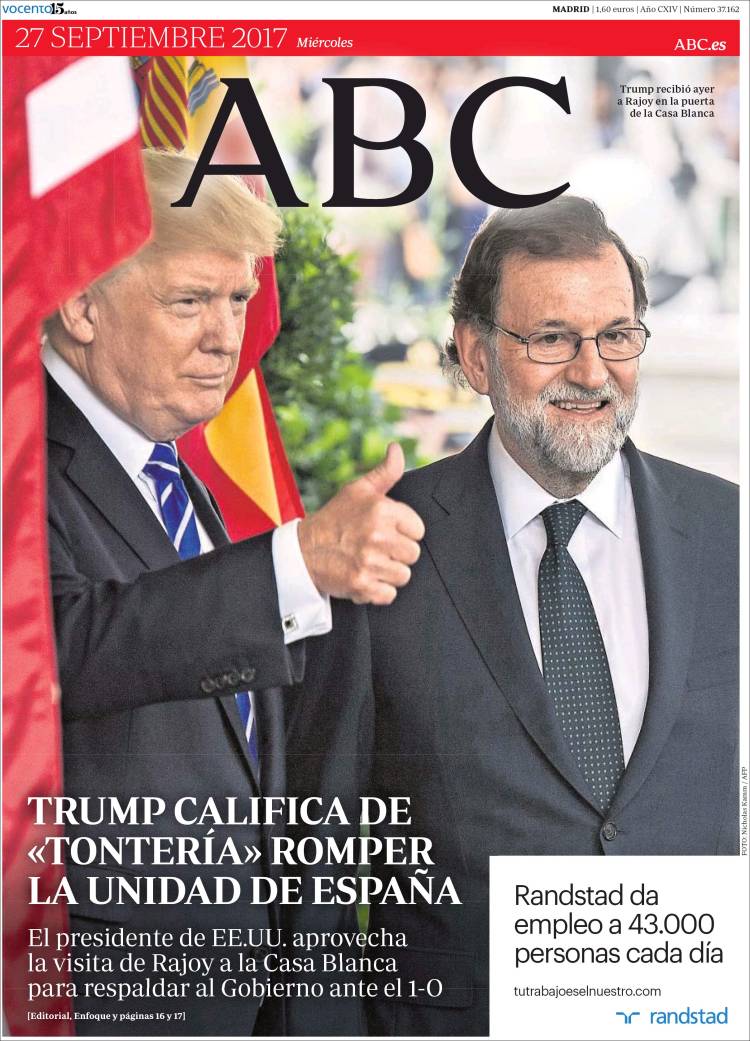 vocento 15 años
MADRID | 1,60 euros | Año CXIV | Número 37.162
27 SEPTIEMBRE 2017 Miércoles
ABC.es
ABC
Trump recibió ayer
a Rajoy en la puerta
de la Casa Blanca
TRUMP CALIFICA DE
«TONTERÍA» ROMPER
LA UNIDAD DE ESPAÑA
El presidente de EE.UU. aprovecha
la visita de Rajoy a la Casa Blanca
para respaldar al Gobierno ante el 1-O
[Editorial, Enfoque y páginas 16 y 17]
FOTO: Nicholas Kamm / AFP
Randstad da
empleo a 43.000
personas cada día
tutrabajoeselnuestro.com
randstad